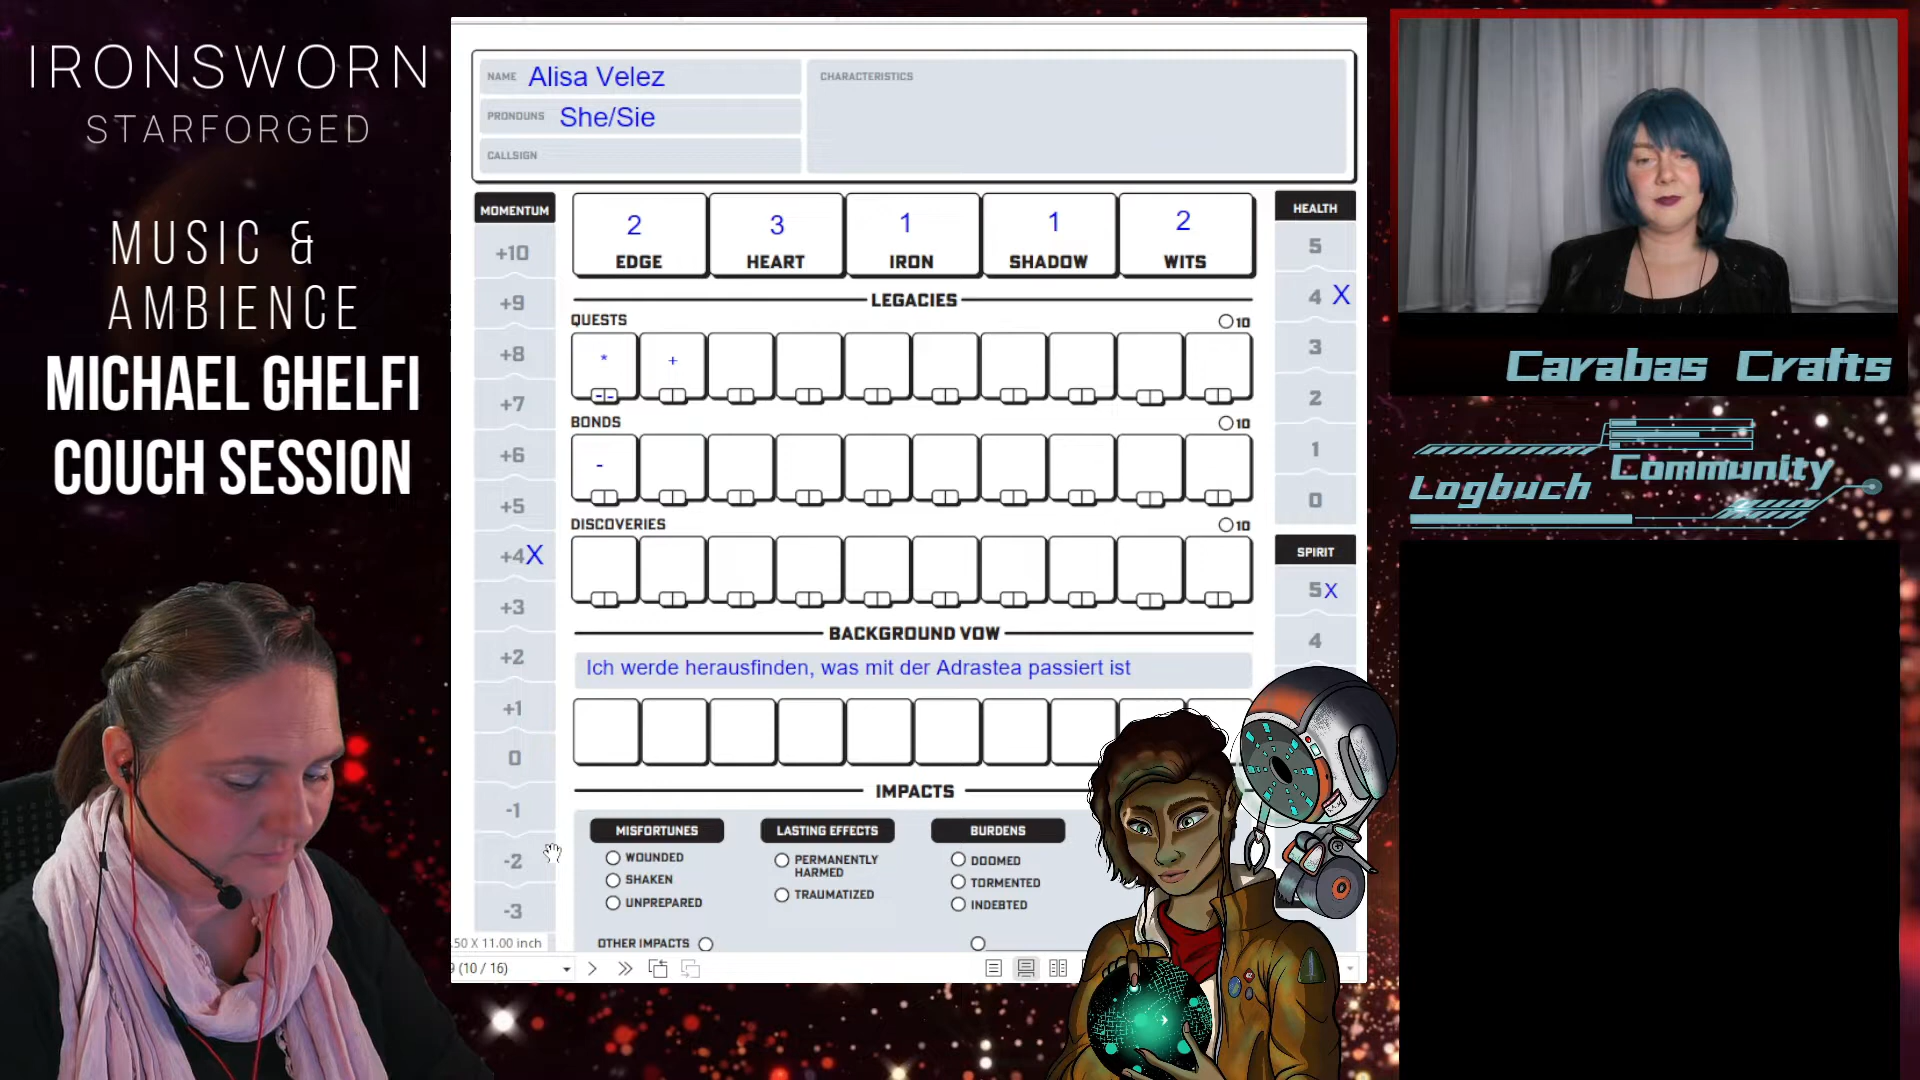 IRONSWORN
STARFORGED
MUSIC &
AMBIENCE
MICHAEL GHELFI
COUCH SESSION
NAME Alisa Velez
PRONOUNS She/Sie
CALLSIGN
CHARACTERISTICS
MOMENTUM
+10
+9
+8
+7
+6
+5
+4 X
+3
+2
+1
0
-1
-2
-3
2 3 1 1 2
EDGE HEART IRON SHADOW WITS
LEGACIES
QUESTS 10
* +
--
BONDS 10
-
DISCOVERIES 10
BACKGROUND VOW
Ich werde herausfinden, was mit der Adrastea passiert ist
IMPACTS
MISFORTUNES
WOUNDED
SHAKEN
UNPREPARED
LASTING EFFECTS
PERMANENTLY
HARMED
TRAUMATIZED
BURDENS
DOOMED
TORMENTED
INDEBTED
OTHER IMPACTS
HEALTH
5
4 X
3
2
1
0
SPIRIT
5 X
4
.50 X 11.00 inch
9 (10 / 16)
Carabas Crafts
Logbuch Community